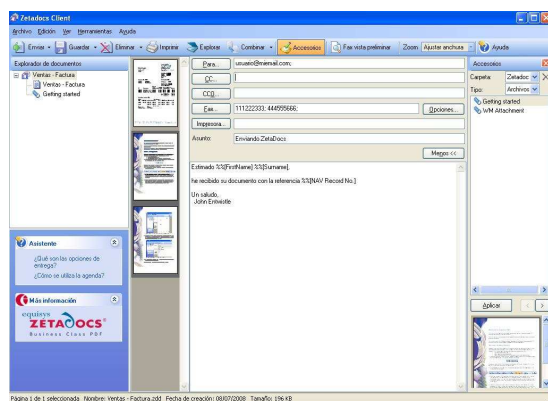 Zetadocs Client
Archivo Edición Ver Herramientas Ayuda
Enviar Guardar Eliminar Imprimir Explorar Combinar Accesorios Fax vista preliminar Zoom Ajustar anchura Ayuda
Explorador de documentos
Ventas - Factura
Ventas - Factura
Getting started
Para... usuario@miemail.com;
CC...
CCO...
Fax... 111222333; 444555666; Opciones...
Impresora...
Asunto: Enviando ZetaDocs
Menos <<
Estimado %%[FirstName] %%[Surname],
he recibido su documento con la referencia %%[NAV Record No.]
Un saludo,
John Entwistle
Accesorios
Carpeta: Zetadoc
Tipo: Archivos
Getting started
WM Attachment
Aplicar < >
Asistente
¿Qué son las opciones de
entrega?
¿Cómo se utiliza la agenda?
Más información
equisys
ZETADOCS
Business Class PDF
Página 1 de 1 seleccionada Nombre: Ventas - Factura.zdd Fecha de creación: 08/07/2008 Tamaño: 196 KB